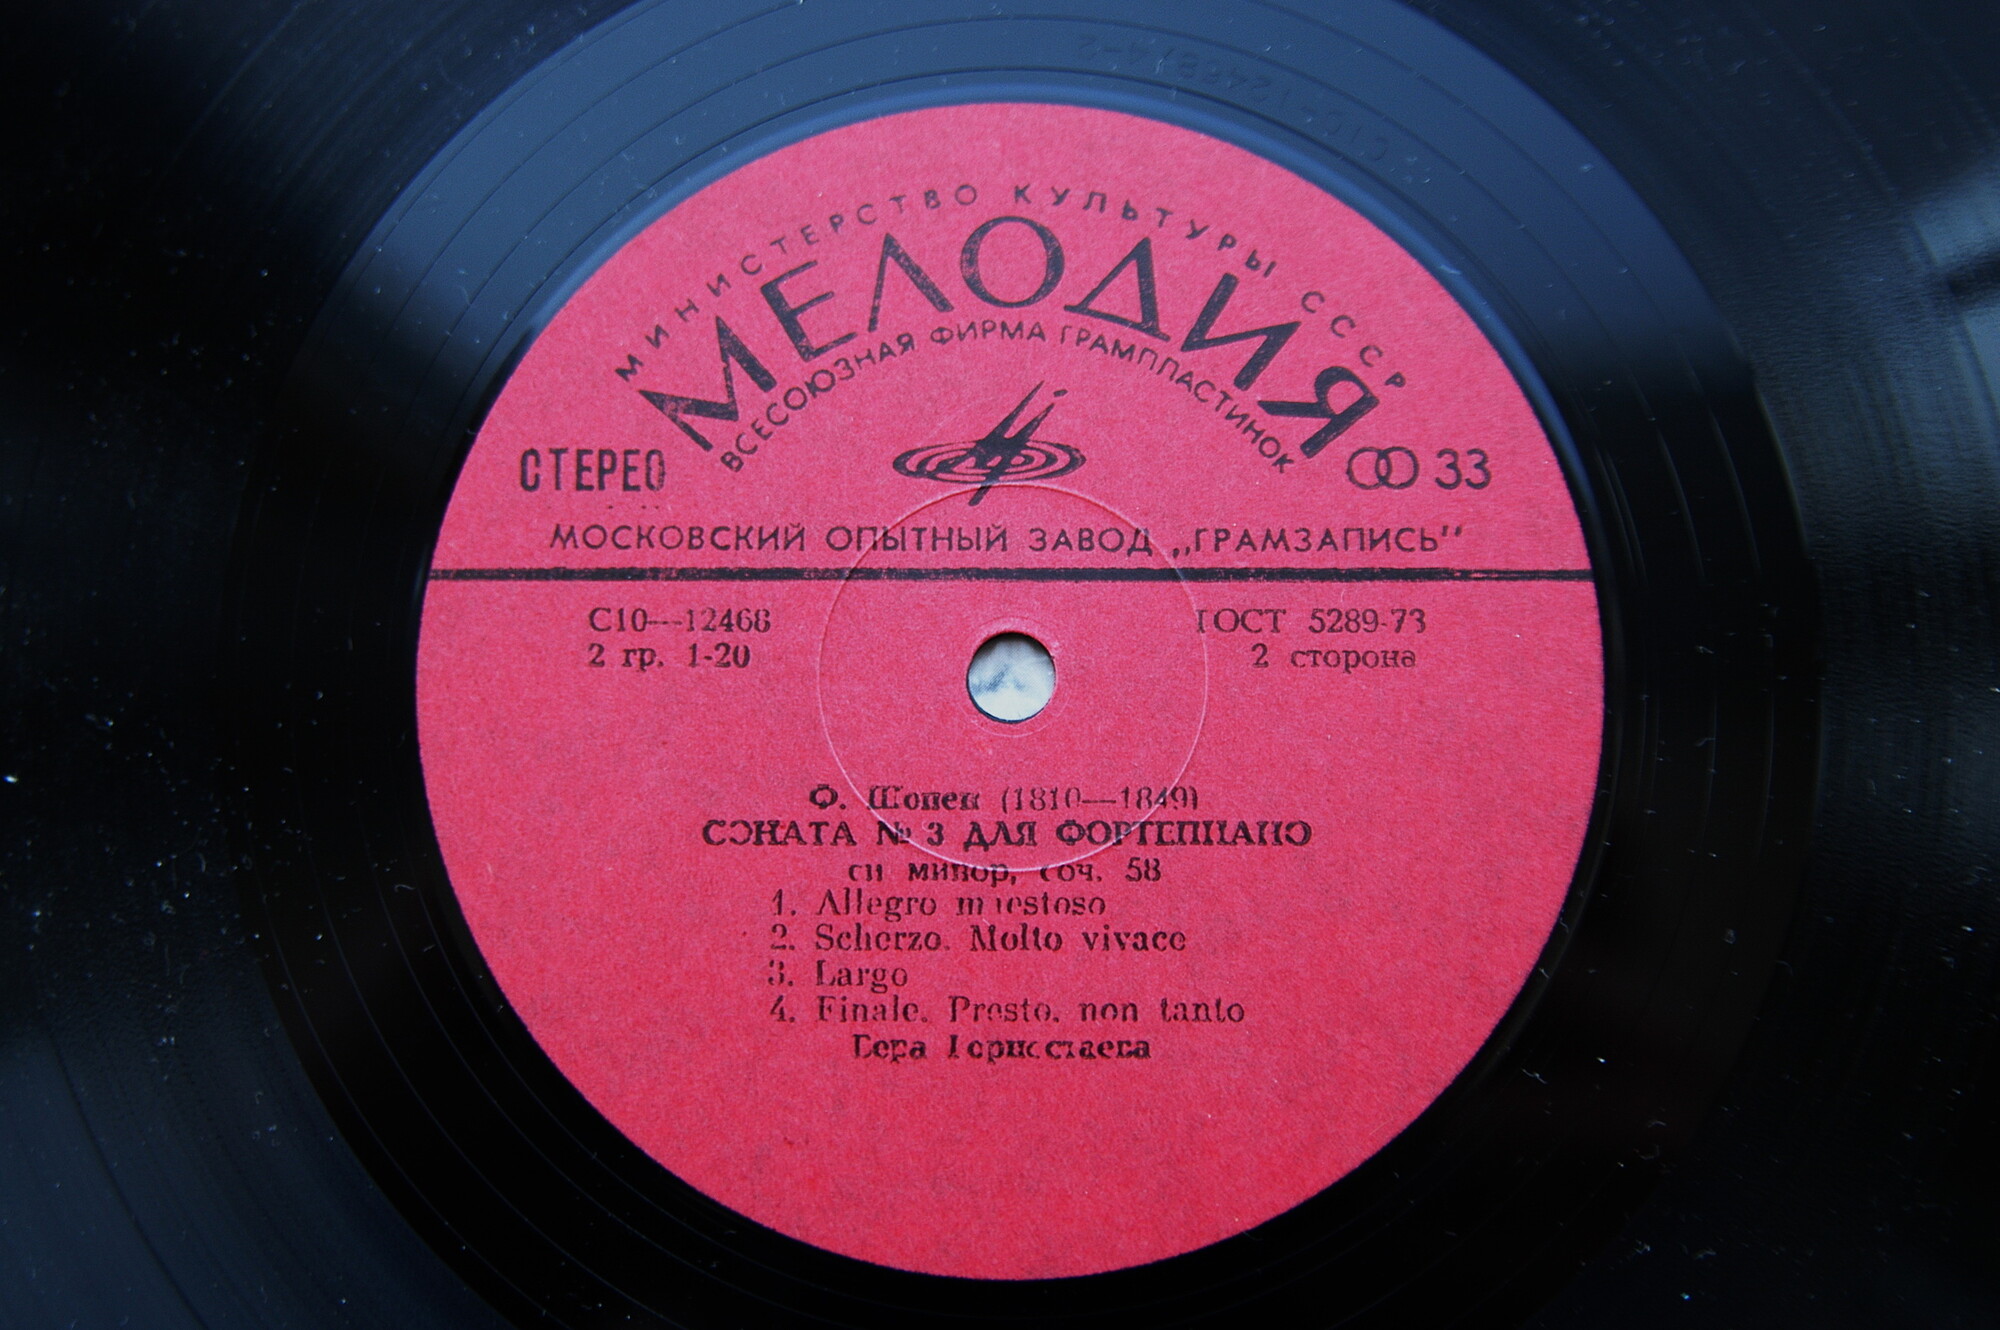 МИНИСТЕРСТВО КУЛЬТУРЫ СССР
МЕЛОДИЯ
ВСЕСОЮЗНАЯ ФИРМА ГРАМПЛАСТИНОК
СТЕРЕО
33
МОСКОВСКИЙ ОПЫТНЫЙ ЗАВОД „ГРАМЗАПИСЬ"
С10—12468
2 гр. 1-20
ГОСТ 5289-73
2 сторона
Ф. Шопен (1810—1849)
СОНАТА № 3 ДЛЯ ФОРТЕПИАНО
си минор, соч. 58
1. Allegro maestoso
2. Scherzo. Molto vivace
3. Largo
4. Finale. Presto, non tanto
Вера Горностаева